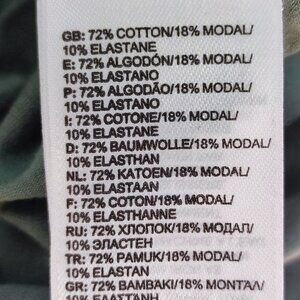 GB: 72% COTTON/18% MODAL/
10% ELASTANE
E: 72% ALGODÓN/18% MODAL/
10% ELASTANO
P: 72% ALGODÃO/18% MODAL/
10% ELASTANO
I: 72% COTONE/18% MODAL/
10% ELASTANE
D: 72% BAUMWOLLE/18% MODAL/
10% ELASTHAN
NL: 72% KATOEN/18% MODAL/
10% ELASTAAN
F: 72% COTON/18% MODAL/
10% ELASTHANNE
RU: 72% ХЛОПОК/18% МОДАЛ/
10% ЭЛАСТЕН
TR: 72% PAMUK/18% MODAL/
10% ELASTAN
GR: 72% ΒΑΜΒΑΚΙ/18% ΜΟΝΤΑΛ/
10% ΕΛΑΣΤΑΝΗ